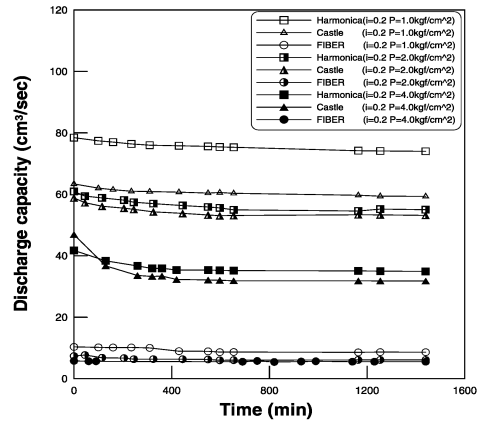 120
100
80
60
40
20
0
Discharge capacity (cm³/sec)
Harmonica(i=0.2 P=1.0kgf/cm^2)
Castle (i=0.2 P=1.0kgf/cm^2)
FIBER (i=0.2 P=1.0kgf/cm^2)
Harmonica(i=0.2 P=2.0kgf/cm^2)
Castle (i=0.2 P=2.0kgf/cm^2)
FIBER (i=0.2 P=2.0kgf/cm^2)
Harmonica(i=0.2 P=4.0kgf/cm^2)
Castle (i=0.2 P=4.0kgf/cm^2)
FIBER (i=0.2 P=4.0kgf/cm^2)
0 400 800 1200 1600
Time (min)